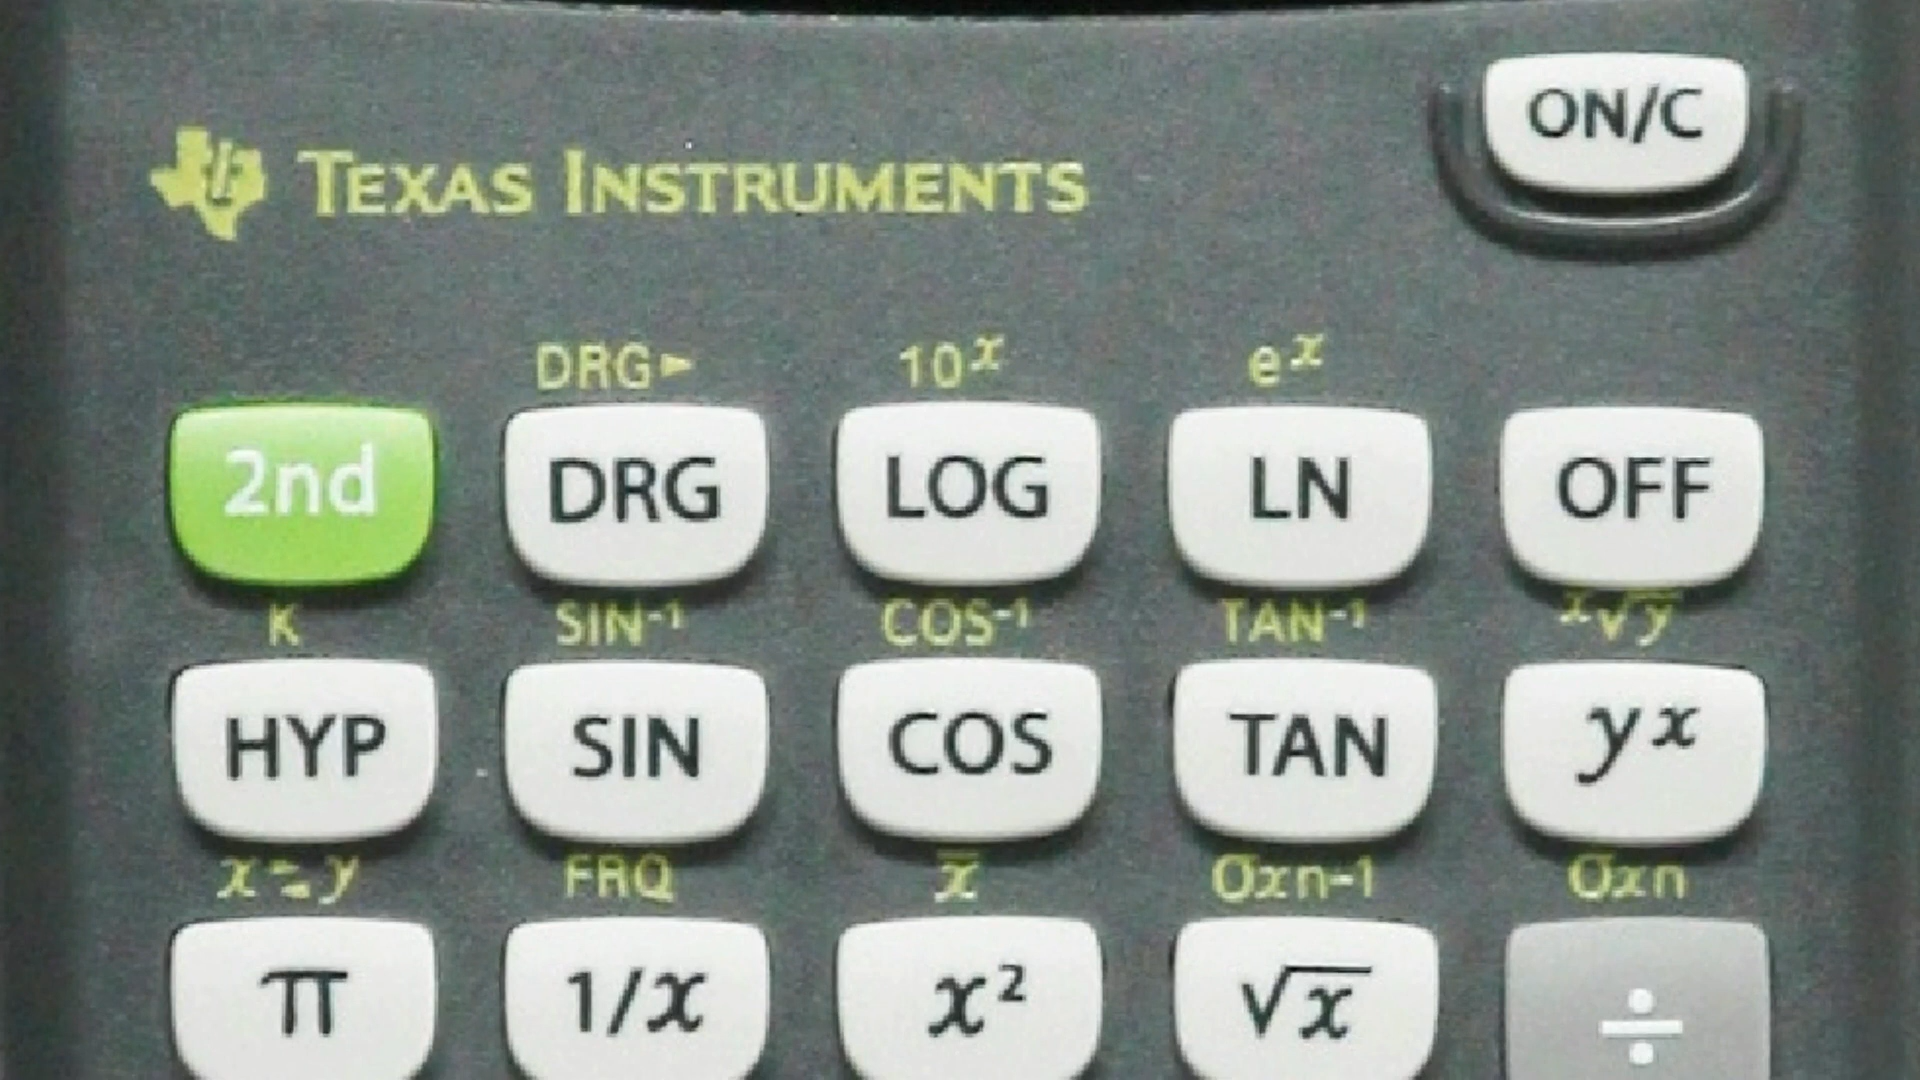 ON/C
TEXAS INSTRUMENTS
DRG► 10ˣ eˣ
2nd DRG LOG LN OFF
K SIN⁻¹ COS⁻¹ TAN⁻¹ ˣ√y
HYP SIN COS TAN yˣ
x⇆y FRQ x̅ σxn-1 σxn
π 1/x x² √x ÷